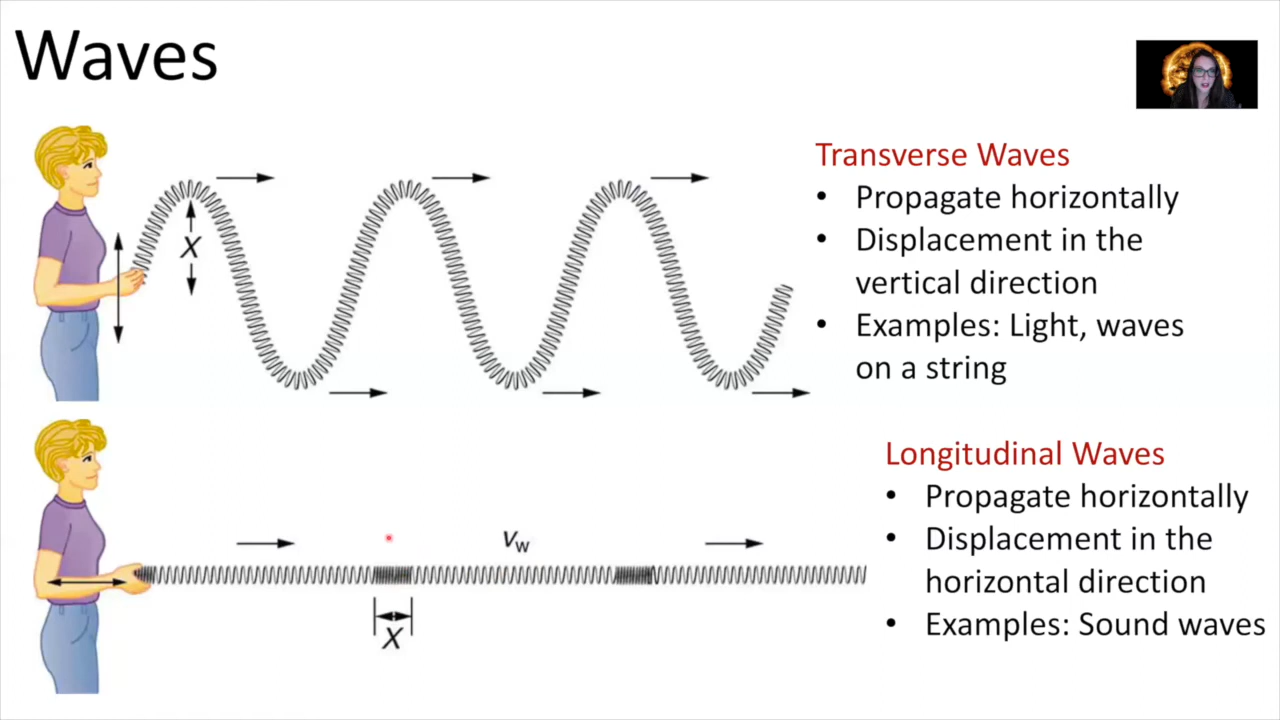 Waves
Transverse Waves
• Propagate horizontally
• Displacement in the
vertical direction
• Examples: Light, waves
on a string
X
Longitudinal Waves
• Propagate horizontally
• Displacement in the
horizontal direction
• Examples: Sound waves
vw
X